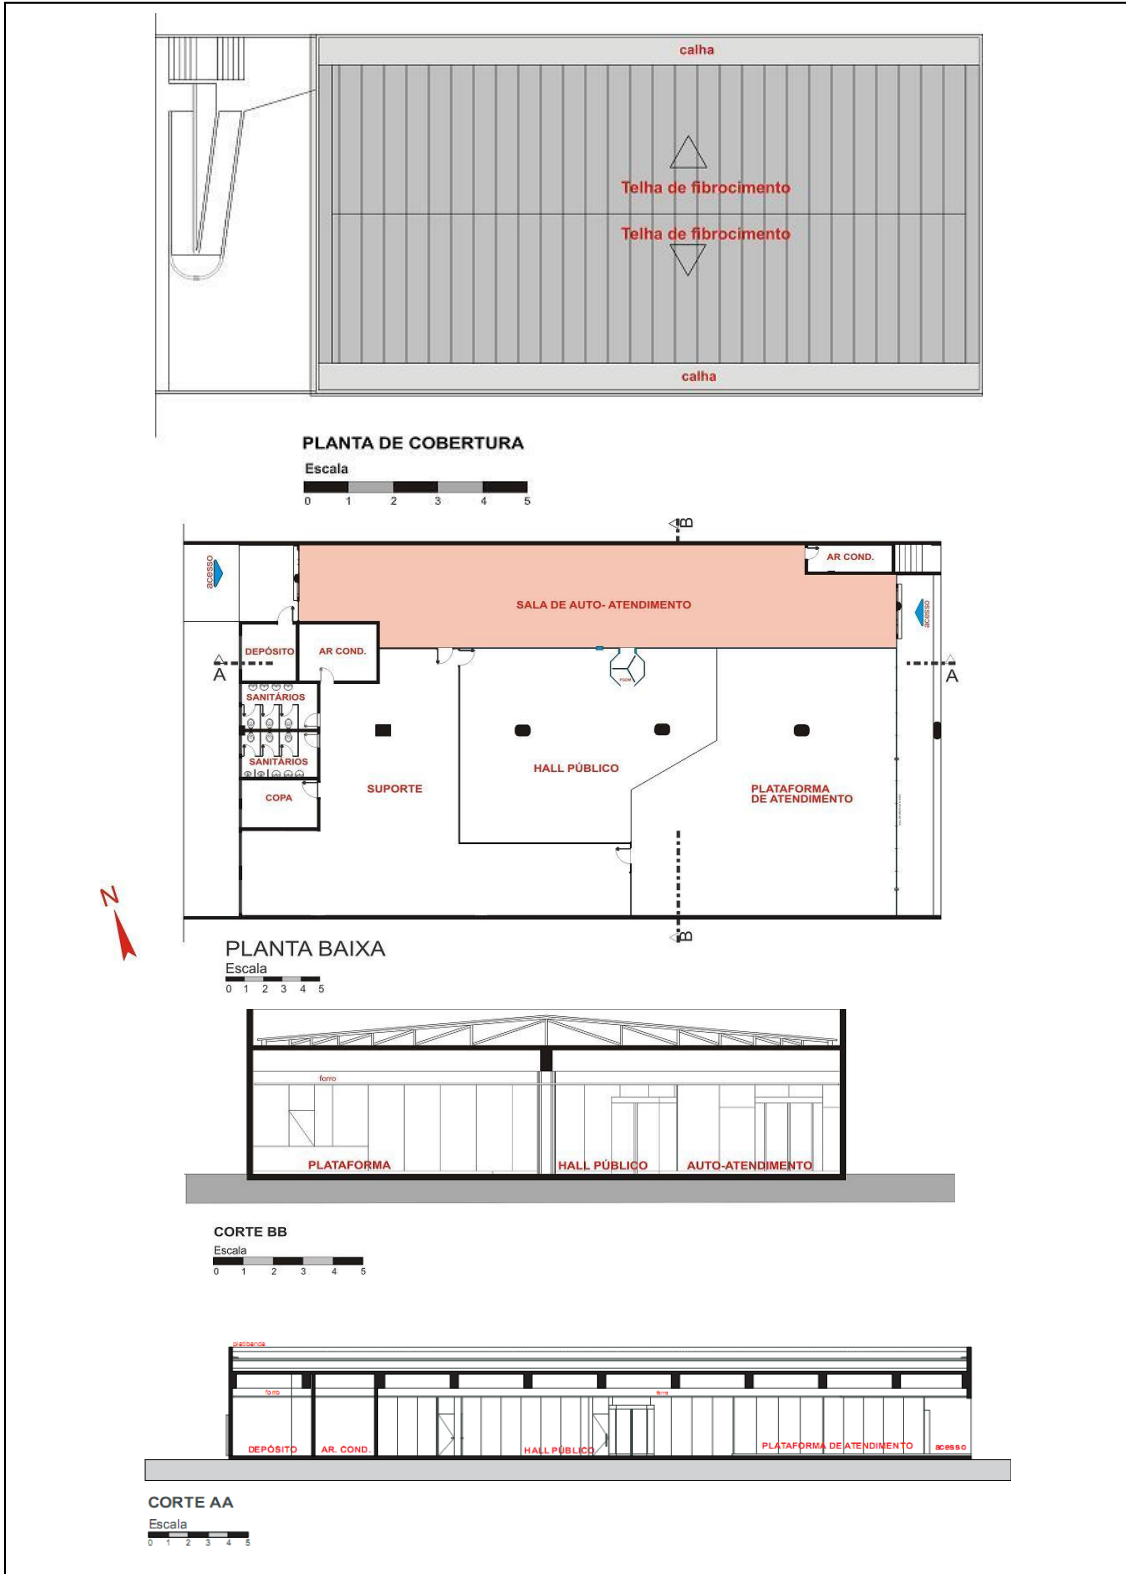 calha
Telha de fibrocimento
Telha de fibrocimento
calha
PLANTA DE COBERTURA
Escala
0 1 2 3 4 5
B
acesso
AR COND.
SALA DE AUTO- ATENDIMENTO
acesso
DEPÓSITO
AR COND.
A
A
SANITÁRIOS
SANITÁRIOS
HALL PÚBLICO
SUPORTE
PLATAFORMA
DE ATENDIMENTO
COPA
N
B
PLANTA BAIXA
Escala
0 1 2 3 4 5
forro
PLATAFORMA
HALL PÚBLICO
AUTO-ATENDIMENTO
CORTE BB
Escala
0 1 2 3 4 5
platibanda
forro
forro
DEPÓSITO
AR. COND.
HALL PÚBLICO
PLATAFORMA DE ATENDIMENTO
acesso
CORTE AA
Escala
0 1 2 3 4 5